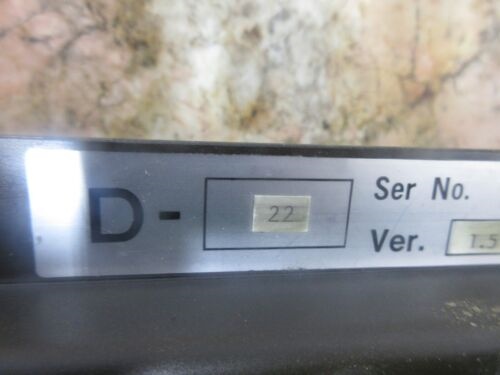 D- 22
Ser No.
Ver. 1.5